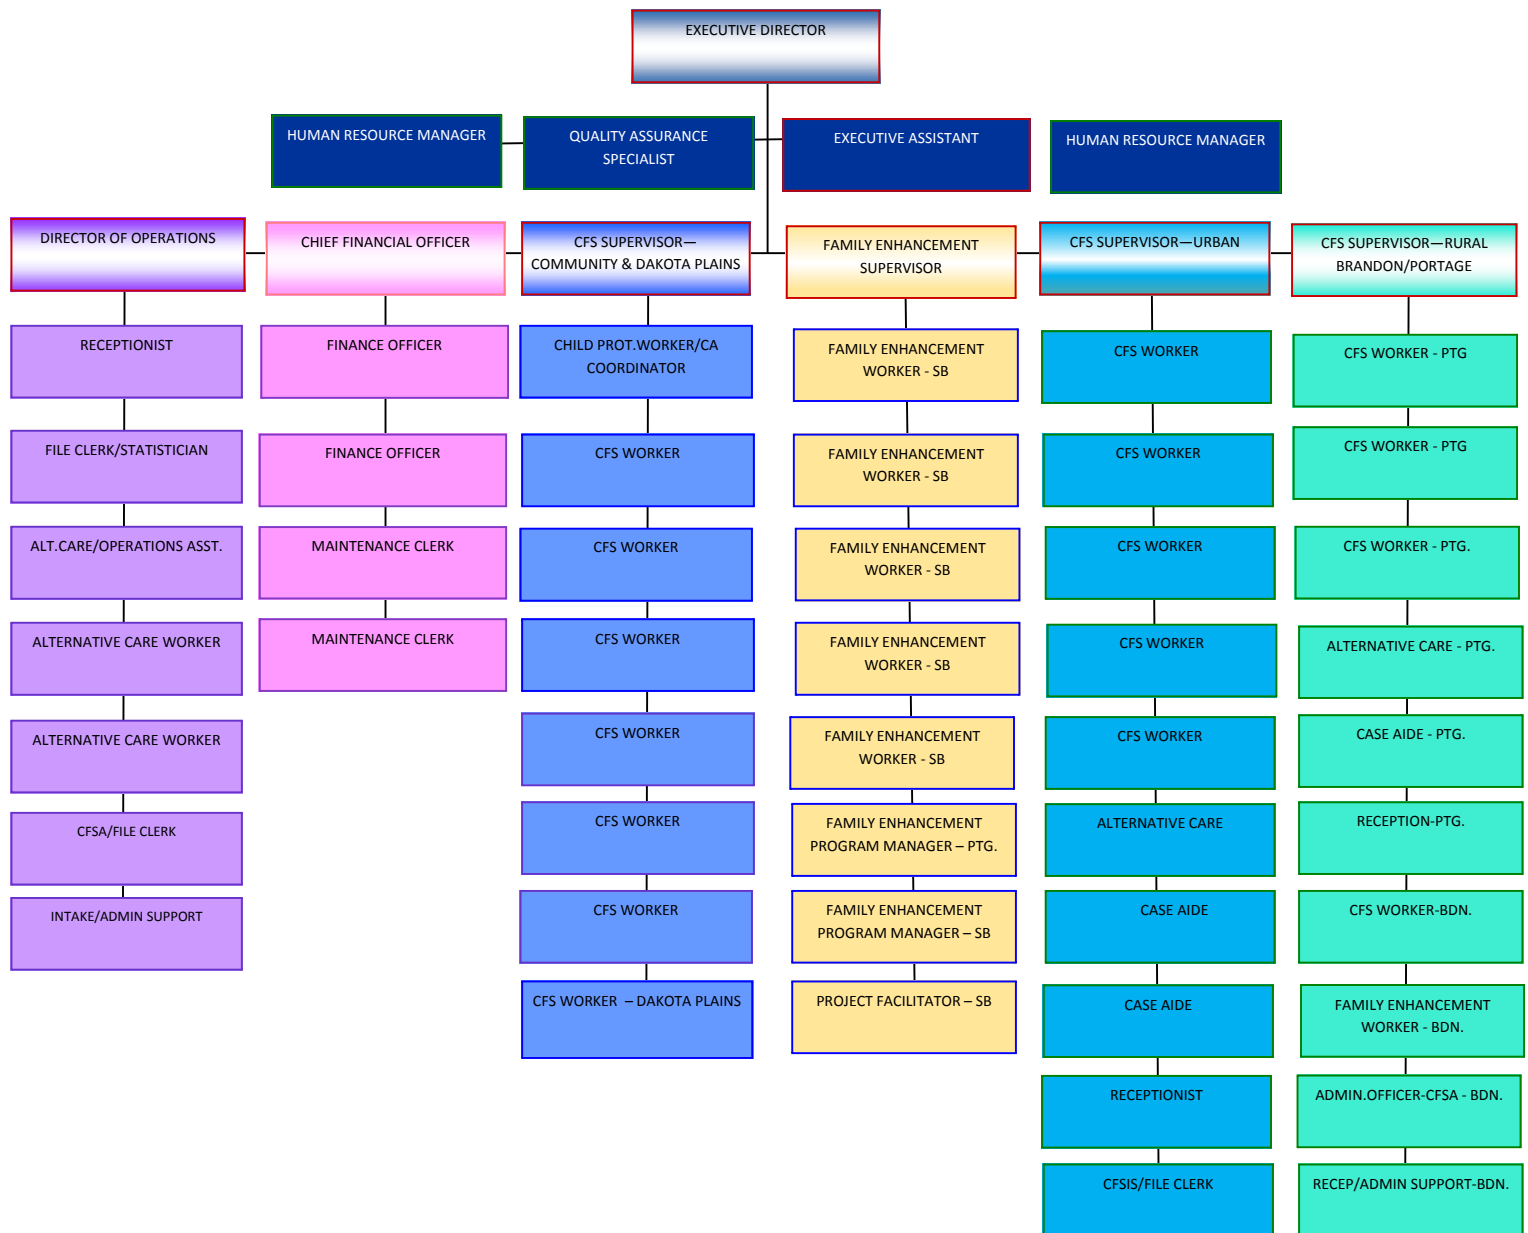 EXECUTIVE DIRECTOR
HUMAN RESOURCE MANAGER
QUALITY ASSURANCE
SPECIALIST
EXECUTIVE ASSISTANT
HUMAN RESOURCE MANAGER
DIRECTOR OF OPERATIONS
CHIEF FINANCIAL OFFICER
CFS SUPERVISOR—
COMMUNITY & DAKOTA PLAINS
FAMILY ENHANCEMENT
SUPERVISOR
CFS SUPERVISOR—URBAN
CFS SUPERVISOR—RURAL
BRANDON/PORTAGE
RECEPTIONIST
FILE CLERK/STATISTICIAN
ALT.CARE/OPERATIONS ASST.
ALTERNATIVE CARE WORKER
ALTERNATIVE CARE WORKER
CFSA/FILE CLERK
INTAKE/ADMIN SUPPORT
FINANCE OFFICER
FINANCE OFFICER
MAINTENANCE CLERK
MAINTENANCE CLERK
CHILD PROT.WORKER/CA
COORDINATOR
CFS WORKER
CFS WORKER
CFS WORKER
CFS WORKER
CFS WORKER
CFS WORKER
CFS WORKER – DAKOTA PLAINS
FAMILY ENHANCEMENT
WORKER - SB
FAMILY ENHANCEMENT
WORKER - SB
FAMILY ENHANCEMENT
WORKER - SB
FAMILY ENHANCEMENT
WORKER - SB
FAMILY ENHANCEMENT
WORKER - SB
FAMILY ENHANCEMENT
PROGRAM MANAGER – PTG.
FAMILY ENHANCEMENT
PROGRAM MANAGER – SB
PROJECT FACILITATOR – SB
CFS WORKER
CFS WORKER
CFS WORKER
CFS WORKER
CFS WORKER
ALTERNATIVE CARE
CASE AIDE
CASE AIDE
RECEPTIONIST
CFSIS/FILE CLERK
CFS WORKER - PTG
CFS WORKER - PTG
CFS WORKER - PTG.
ALTERNATIVE CARE - PTG.
CASE AIDE - PTG.
RECEPTION-PTG.
CFS WORKER-BDN.
FAMILY ENHANCEMENT
WORKER - BDN.
ADMIN.OFFICER-CFSA - BDN.
RECEP/ADMIN SUPPORT-BDN.